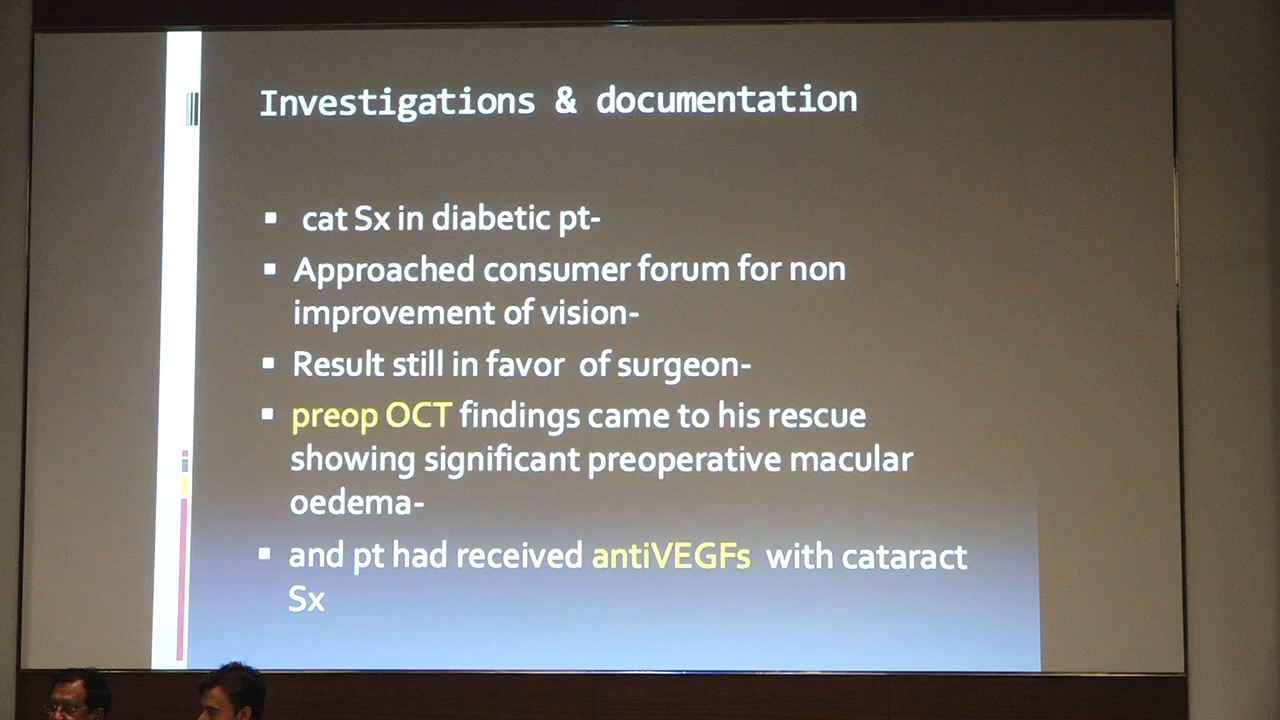 Investigations & documentation
▪ cat Sx in diabetic pt-
▪ Approached consumer forum for non
improvement of vision-
▪ Result still in favor of surgeon-
▪ preop OCT findings came to his rescue
showing significant preoperative macular
oedema-
▪ and pt had received antiVEGFs with cataract
Sx